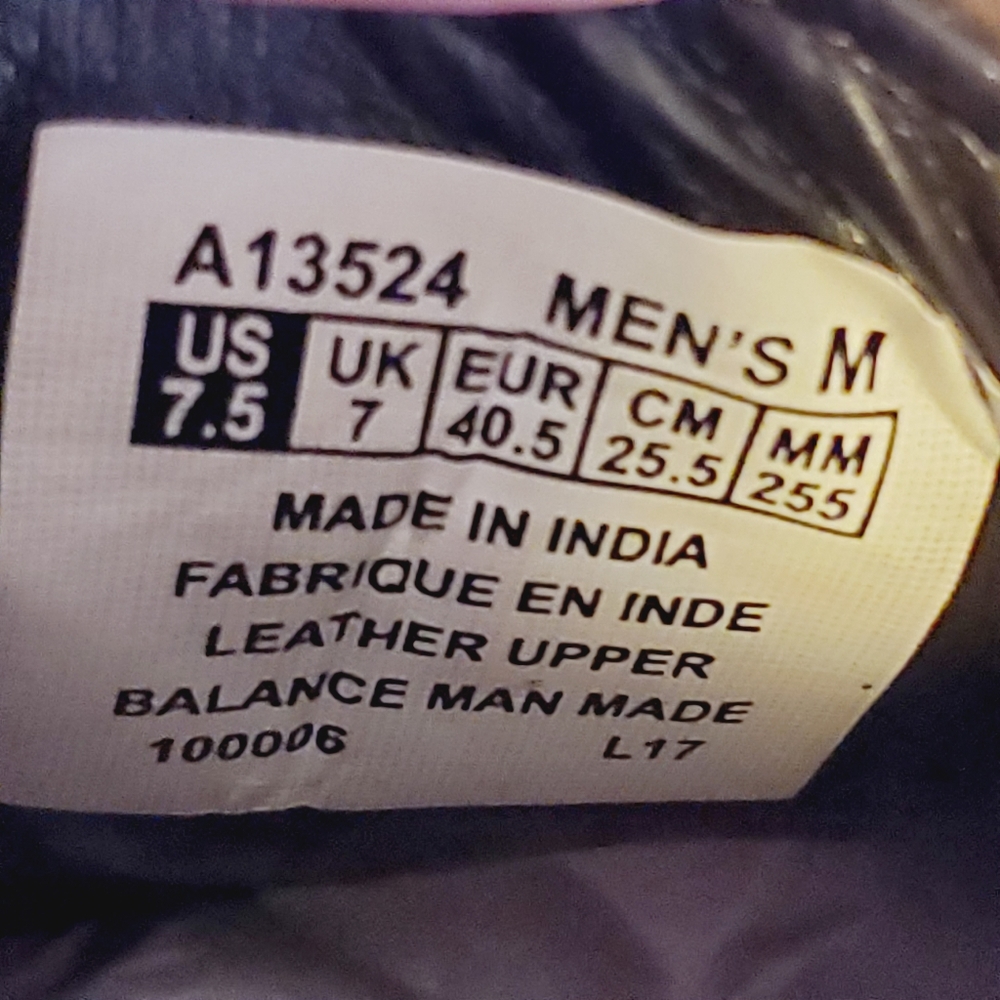 A13524 MEN'S M
US UK EUR CM MM
7.5 7 40.5 25.5 255
MADE IN INDIA
FABRIQUE EN INDE
LEATHER UPPER
BALANCE MAN MADE
100006 L17